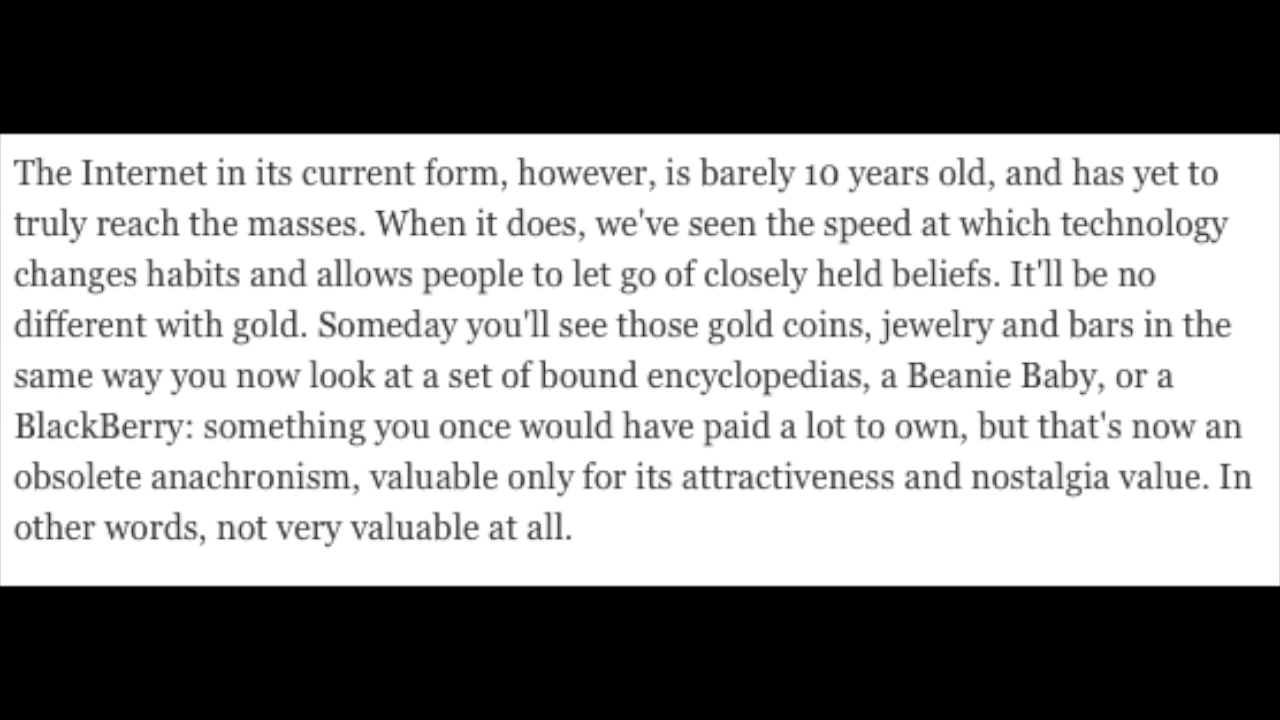 The Internet in its current form, however, is barely 10 years old, and has yet to
truly reach the masses. When it does, we've seen the speed at which technology
changes habits and allows people to let go of closely held beliefs. It'll be no
different with gold. Someday you'll see those gold coins, jewelry and bars in the
same way you now look at a set of bound encyclopedias, a Beanie Baby, or a
BlackBerry: something you once would have paid a lot to own, but that's now an
obsolete anachronism, valuable only for its attractiveness and nostalgia value. In
other words, not very valuable at all.